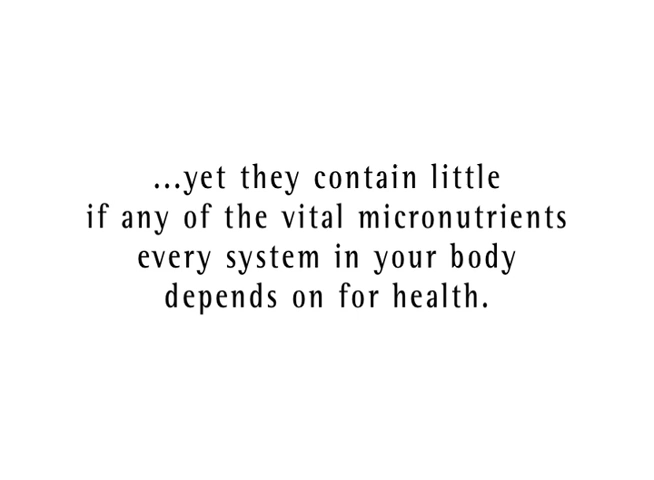 ...yet they contain little
if any of the vital micronutrients
every system in your body
depends on for health.